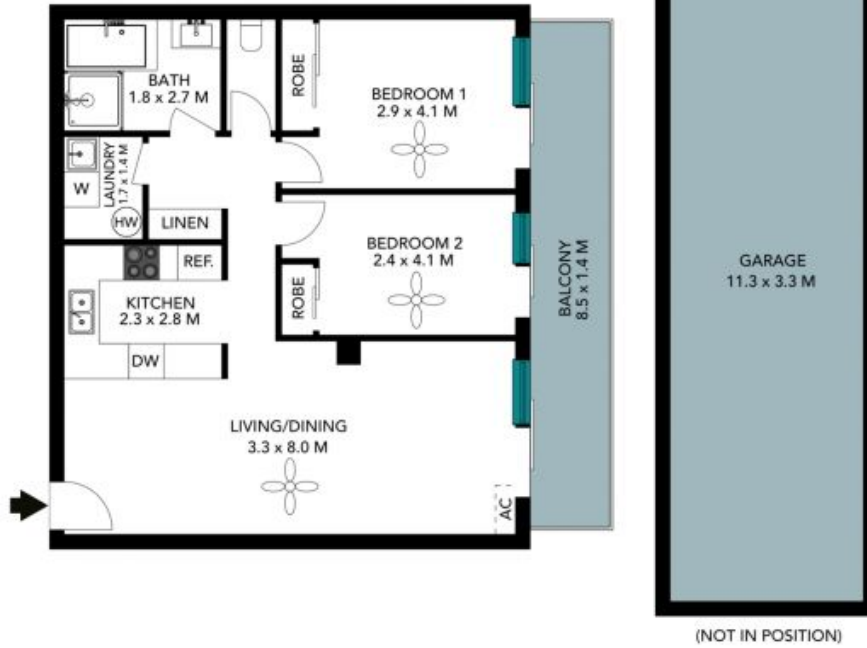 BATH
1.8 x 2.7 M
ROBE
BEDROOM 1
2.9 x 4.1 M
LAUNDRY
1.7 x 1.4 M
W
HW
LINEN
BEDROOM 2
2.4 x 4.1 M
ROBE
REF.
KITCHEN
2.3 x 2.8 M
DW
LIVING/DINING
3.3 x 8.0 M
AC
BALCONY
8.5 x 1.4 M
GARAGE
11.3 x 3.3 M
(NOT IN POSITION)